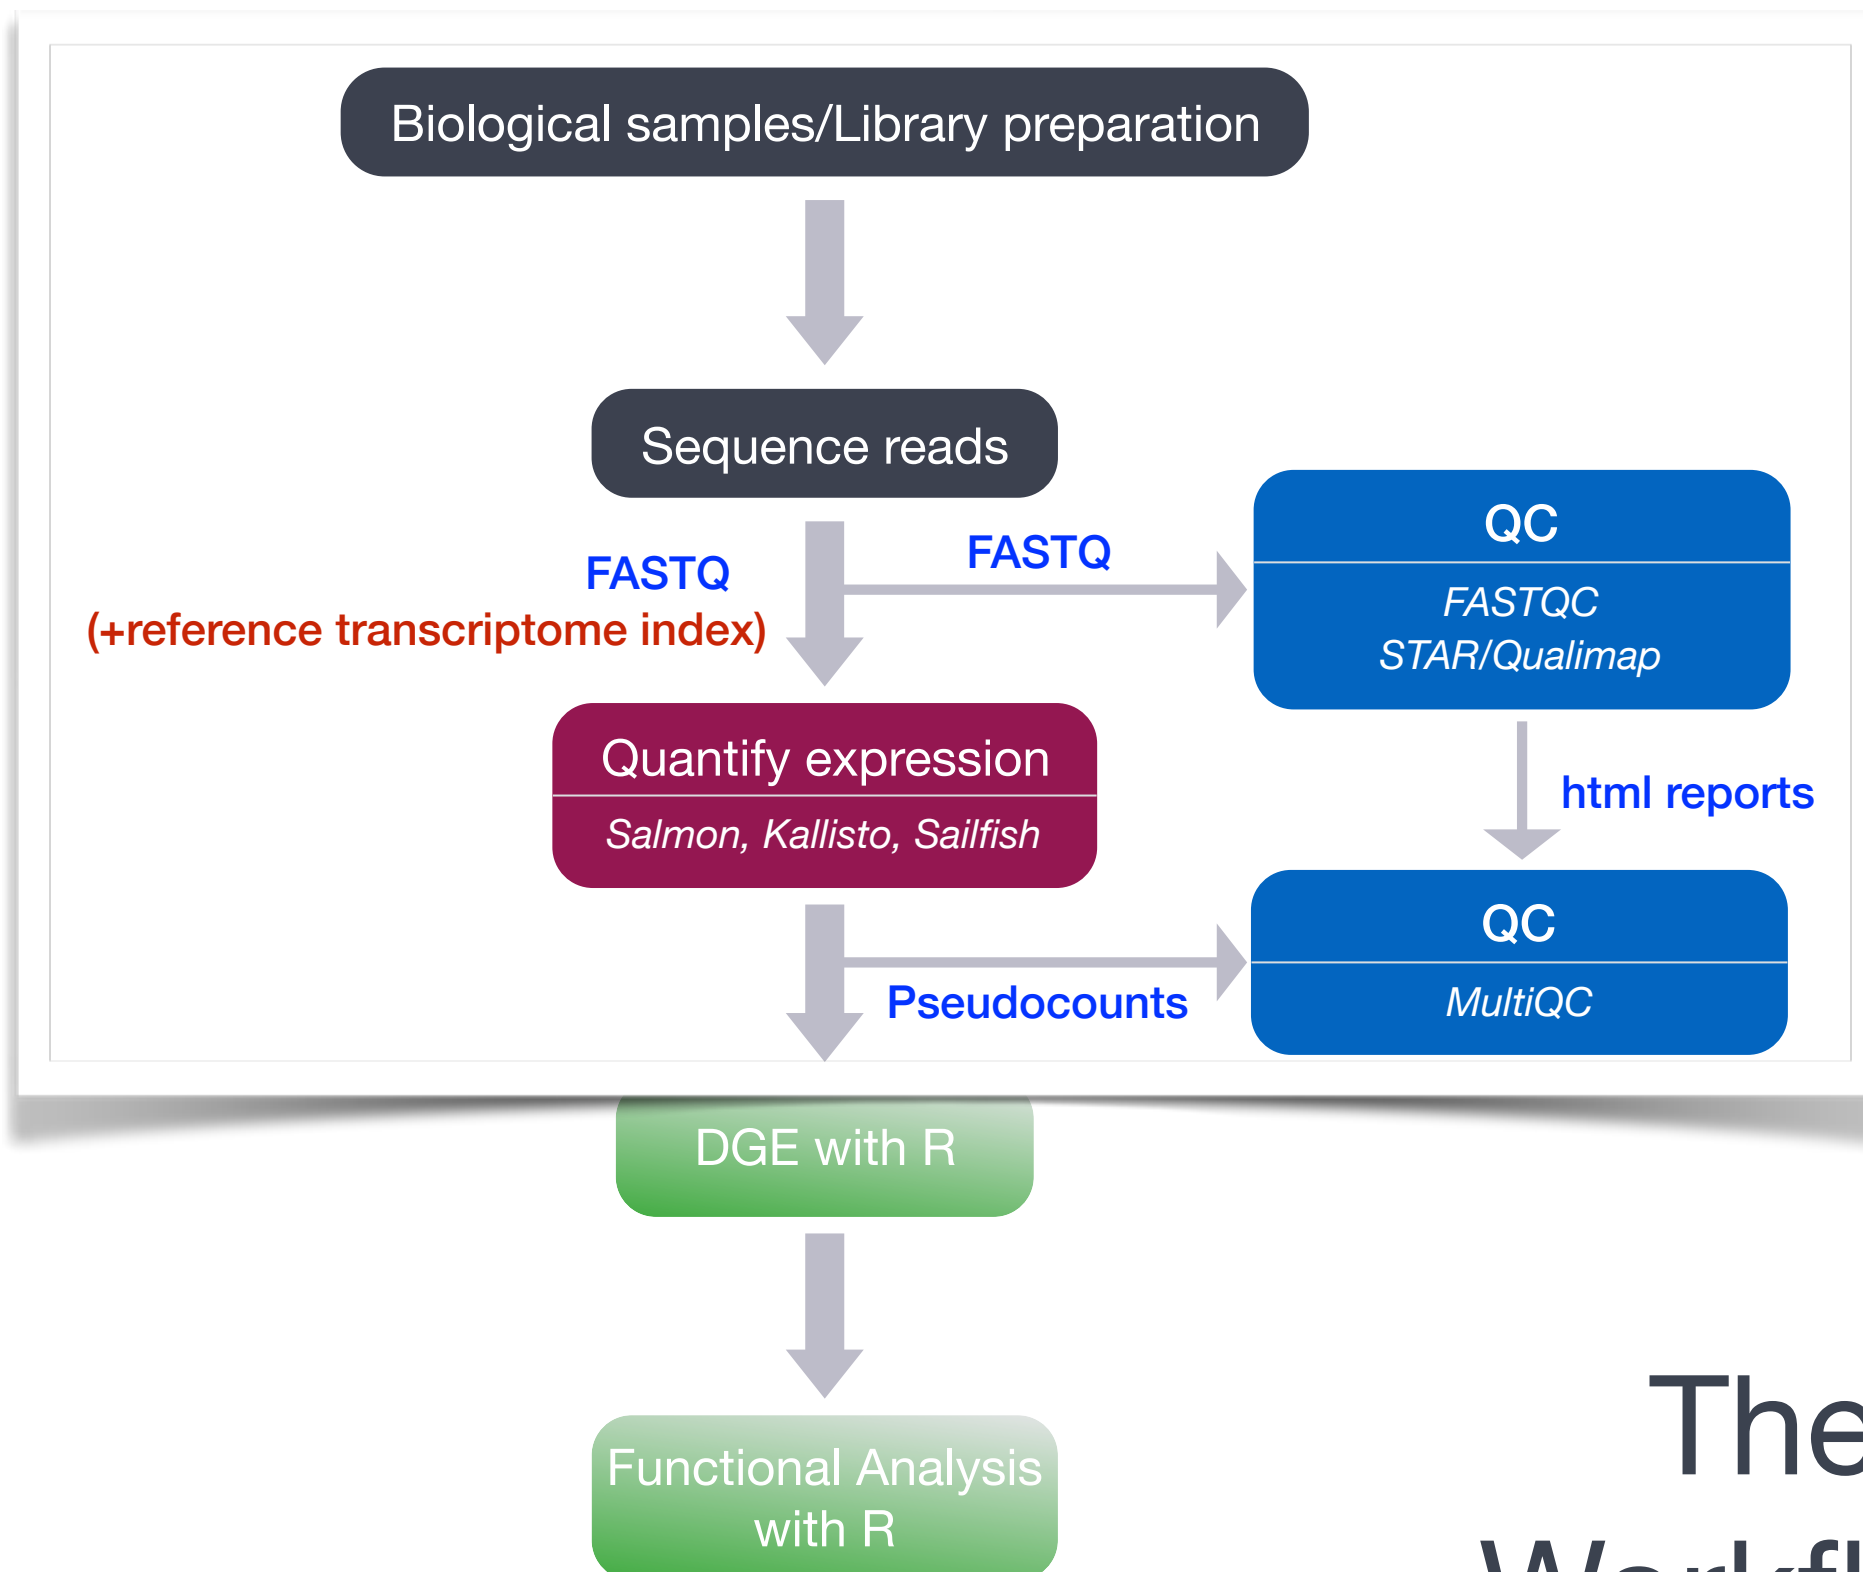 Biological samples/Library preparation
Sequence reads
FASTQ
(+reference transcriptome index)
FASTQ
QC
FASTQC
STAR/Qualimap
Quantify expression
Salmon, Kallisto, Sailfish
html reports
Pseudocounts
QC
MultiQC
DGE with R
Functional Analysis
with R
The